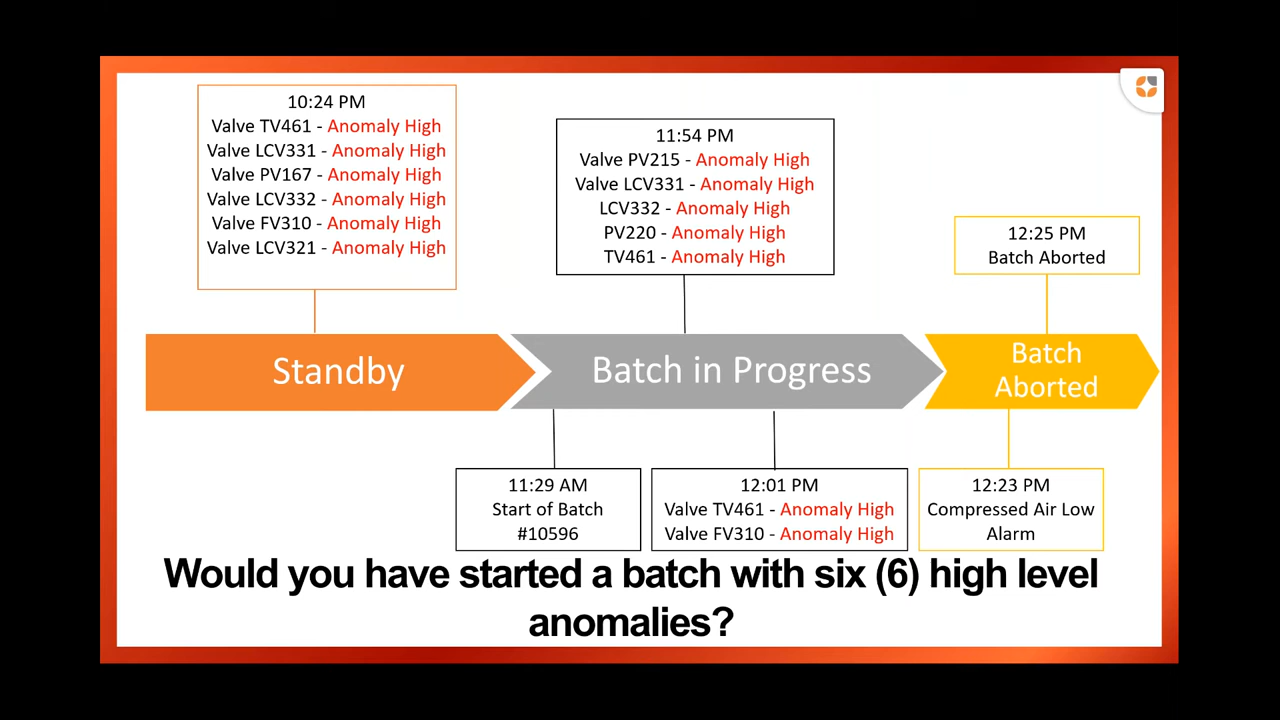 10:24 PM
Valve TV461 - Anomaly High
Valve LCV331 - Anomaly High
Valve PV167 - Anomaly High
Valve LCV332 - Anomaly High
Valve FV310 - Anomaly High
Valve LCV321 - Anomaly High
11:54 PM
Valve PV215 - Anomaly High
Valve LCV331 - Anomaly High
LCV332 - Anomaly High
PV220 - Anomaly High
TV461 - Anomaly High
12:25 PM
Batch Aborted
Standby
Batch in Progress
Batch
Aborted
11:29 AM
Start of Batch
#10596
12:01 PM
Valve TV461 - Anomaly High
Valve FV310 - Anomaly High
12:23 PM
Compressed Air Low
Alarm
Would you have started a batch with six (6) high level
anomalies?